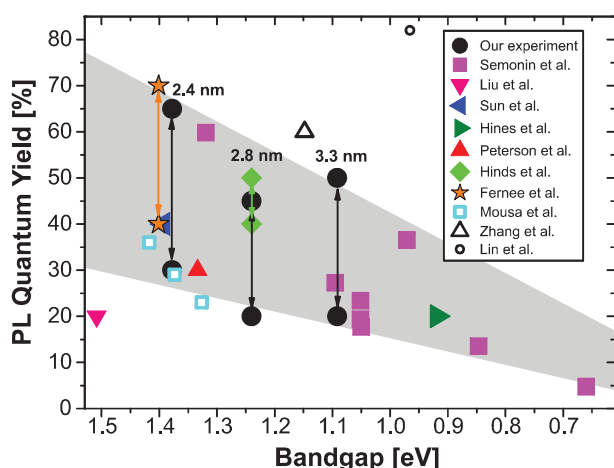 PL Quantum Yield [%]
80
70
60
50
40
30
20
10
0
2.4 nm
2.8 nm
3.3 nm
Our experiment
Semonin et al.
Liu et al.
Sun et al.
Hines et al.
Peterson et al.
Hinds et al.
Fernee et al.
Mousa et al.
Zhang et al.
Lin et al.
1.5 1.4 1.3 1.2 1.1 1.0 0.9 0.8 0.7
Bandgap [eV]